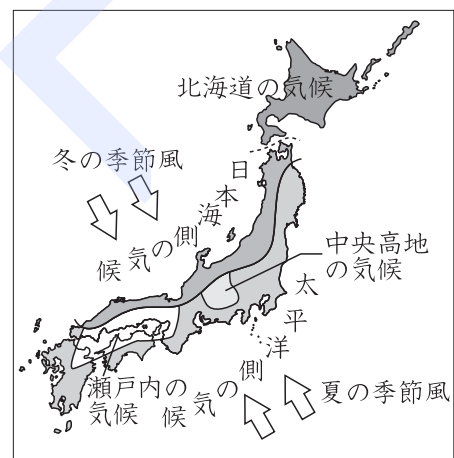 北海道の気候
冬の季節風
日本海側の気候
中央高地
の気候
太平洋側の気候
瀬戸内の
気候
夏の季節風